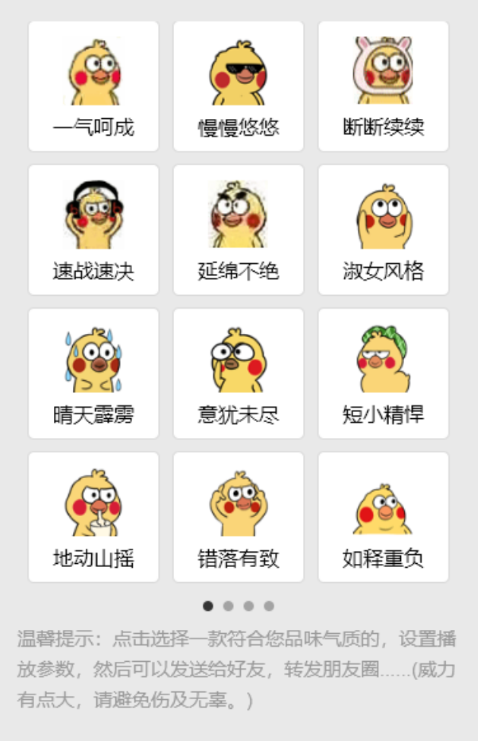 一气呵成
慢慢悠悠
断断续续
速战速决
延绵不绝
淑女风格
晴天霹雳
意犹未尽
短小精悍
地动山摇
错落有致
如释重负
温馨提示：点击选择一款符合您品味气质的，设置播
放参数，然后可以发送给好友，转发朋友圈......(威力
有点大，请避免伤及无辜。)